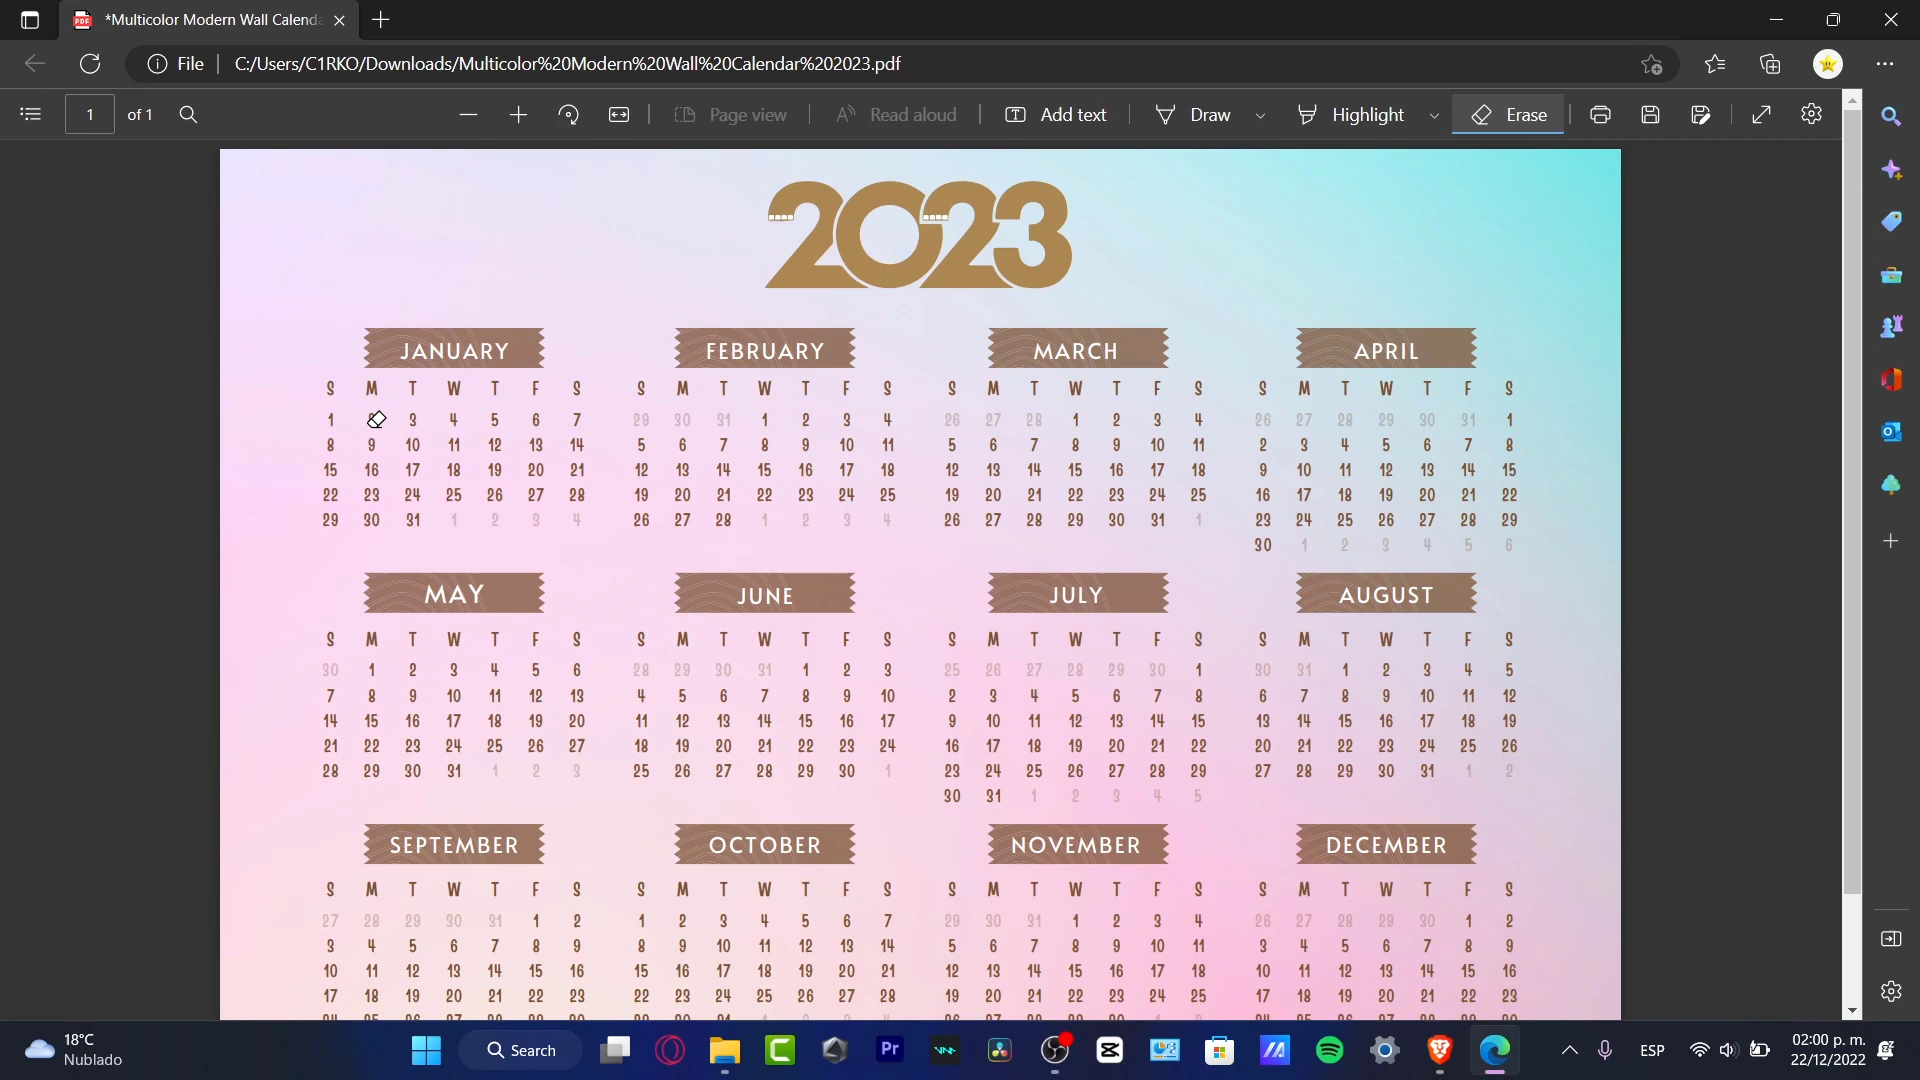 *Multicolor Modern Wall Calenda
File C:/Users/C1RKO/Downloads/Multicolor%20Modern%20Wall%20Calendar%202023.pdf
1 of 1 Page view Read aloud Add text Draw Highlight Erase
2023
JANUARY FEBRUARY MARCH APRIL
S M T W T F S S M T W T F S S M T W T F S S M T W T F S
1 3 4 5 6 7 29 30 31 1 2 3 4 26 27 28 1 2 3 4 26 27 28 29 30 31 1
8 9 10 11 12 13 14 5 6 7 8 9 10 11 5 6 7 8 9 10 11 2 3 4 5 6 7 8
15 16 17 18 19 20 21 12 13 14 15 16 17 18 12 13 14 15 16 17 18 9 10 11 12 13 14 15
22 23 24 25 26 27 28 19 20 21 22 23 24 25 19 20 21 22 23 24 25 16 17 18 19 20 21 22
29 30 31 1 2 3 4 26 27 28 1 2 3 4 26 27 28 29 30 31 1 23 24 25 26 27 28 29
30 1 2 3 4 5 6
MAY JUNE JULY AUGUST
S M T W T F S S M T W T F S S M T W T F S S M T W T F S
30 1 2 3 4 5 6 28 29 30 31 1 2 3 25 26 27 28 29 30 1 30 31 1 2 3 4 5
7 8 9 10 11 12 13 4 5 6 7 8 9 10 2 3 4 5 6 7 8 6 7 8 9 10 11 12
14 15 16 17 18 19 20 11 12 13 14 15 16 17 9 10 11 12 13 14 15 13 14 15 16 17 18 19
21 22 23 24 25 26 27 18 19 20 21 22 23 24 16 17 18 19 20 21 22 20 21 22 23 24 25 26
28 29 30 31 1 2 3 25 26 27 28 29 30 1 23 24 25 26 27 28 29 27 28 29 30 31 1 2
30 31 1 2 3 4 5
SEPTEMBER OCTOBER NOVEMBER DECEMBER
S M T W T F S S M T W T F S S M T W T F S S M T W T F S
27 28 29 30 31 1 2 1 2 3 4 5 6 7 29 30 31 1 2 3 4 26 27 28 29 30 1 2
3 4 5 6 7 8 9 8 9 10 11 12 13 14 5 6 7 8 9 10 11 3 4 5 6 7 8 9
10 11 12 13 14 15 16 15 16 17 18 19 20 21 12 13 14 15 16 17 18 10 11 12 13 14 15 16
17 18 19 20 21 22 23 22 23 24 25 26 27 28 19 20 21 22 23 24 25 17 18 19 20 21 22 23
18°C
Nublado
Search
Pr
ESP
02:00 p. m.
22/12/2022